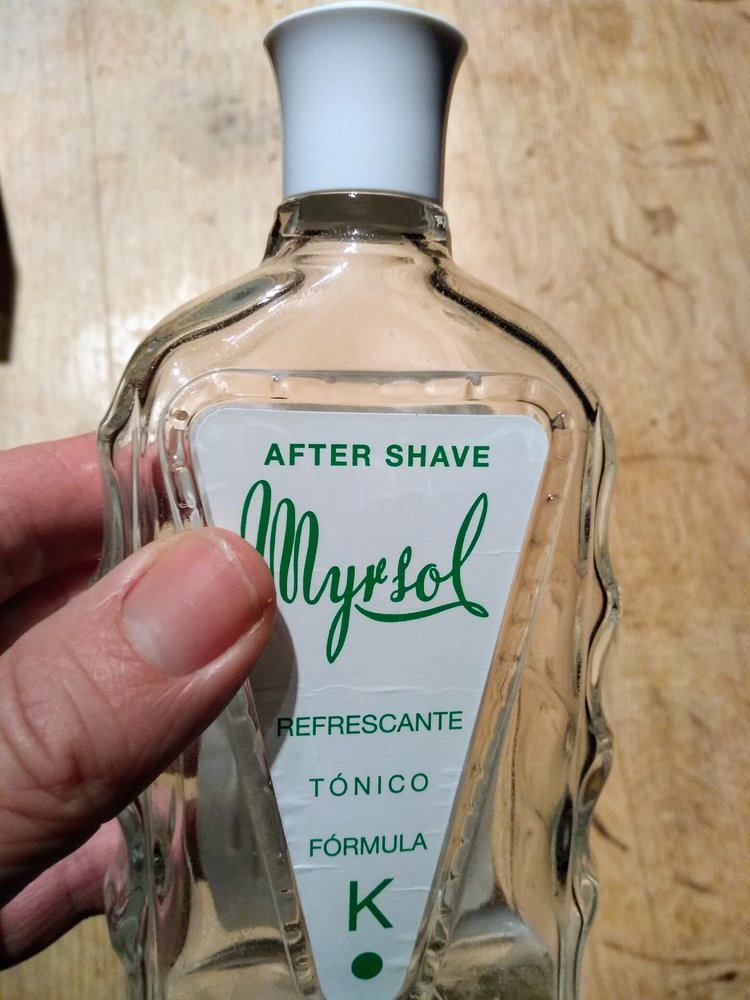 AFTER SHAVE
Myrsol
REFRESCANTE
TÓNICO
FÓRMULA
K